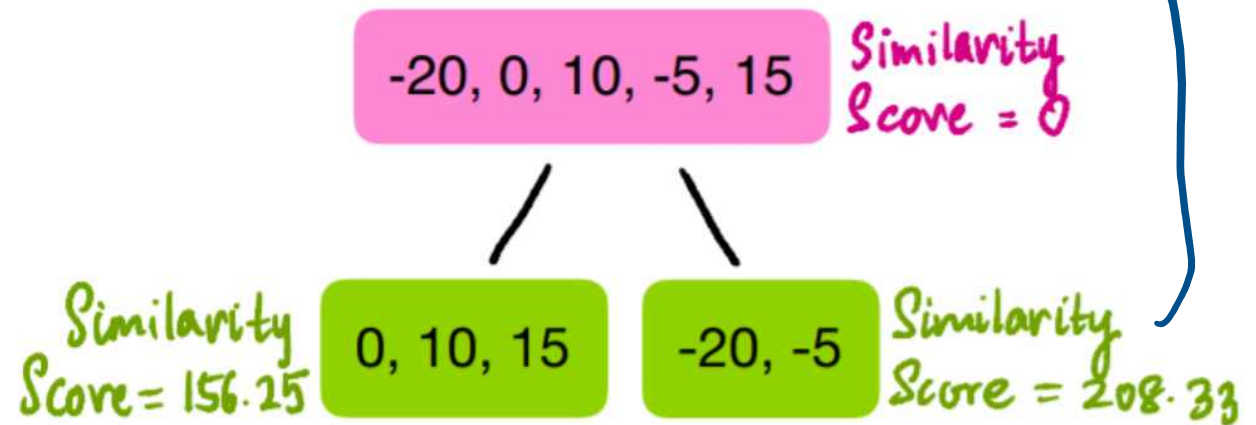 -20, 0, 10, -5, 15
Similarity
Score = 0
Similarity
Score = 156.25
0, 10, 15
-20, -5
Similarity
Score = 208.33